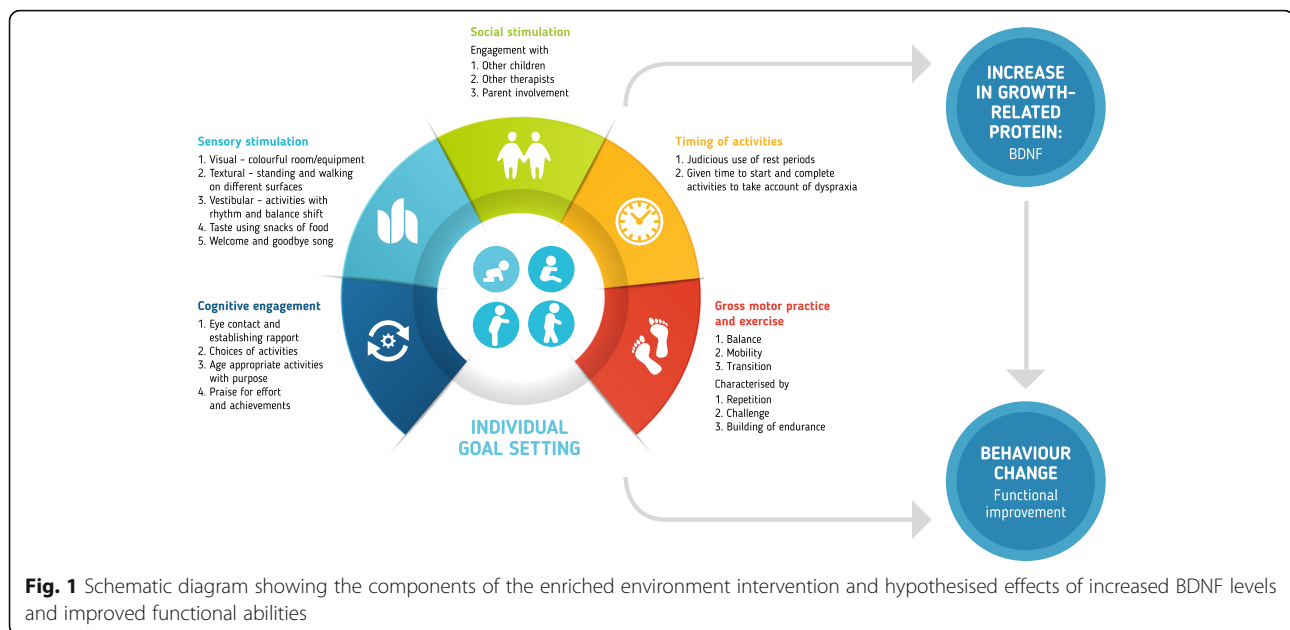 Social stimulation
Engagement with
1. Other children
2. Other therapists
3. Parent involvement
Sensory stimulation
1. Visual – colourful room/equipment
2. Textural – standing and walking
on different surfaces
3. Vestibular – activities with
rhythm and balance shift
4. Taste using snacks of food
5. Welcome and goodbye song
Cognitive engagement
1. Eye contact and
establishing rapport
2. Choices of activities
3. Age appropriate activities
with purpose
4. Praise for effort
and achievements
Timing of activities
1. Judicious use of rest periods
2. Given time to start and complete
activities to take account of dyspraxia
Gross motor practice
and exercise
1. Balance
2. Mobility
3. Transition
Characterised by
1. Repetition
2. Challenge
3. Building of endurance
INDIVIDUAL
GOAL SETTING
INCREASE
IN GROWTH–
RELATED
PROTEIN:
BDNF
BEHAVIOUR
CHANGE
Functional
improvement
Fig. 1 Schematic diagram showing the components of the enriched environment intervention and hypothesised effects of increased BDNF levels
and improved functional abilities